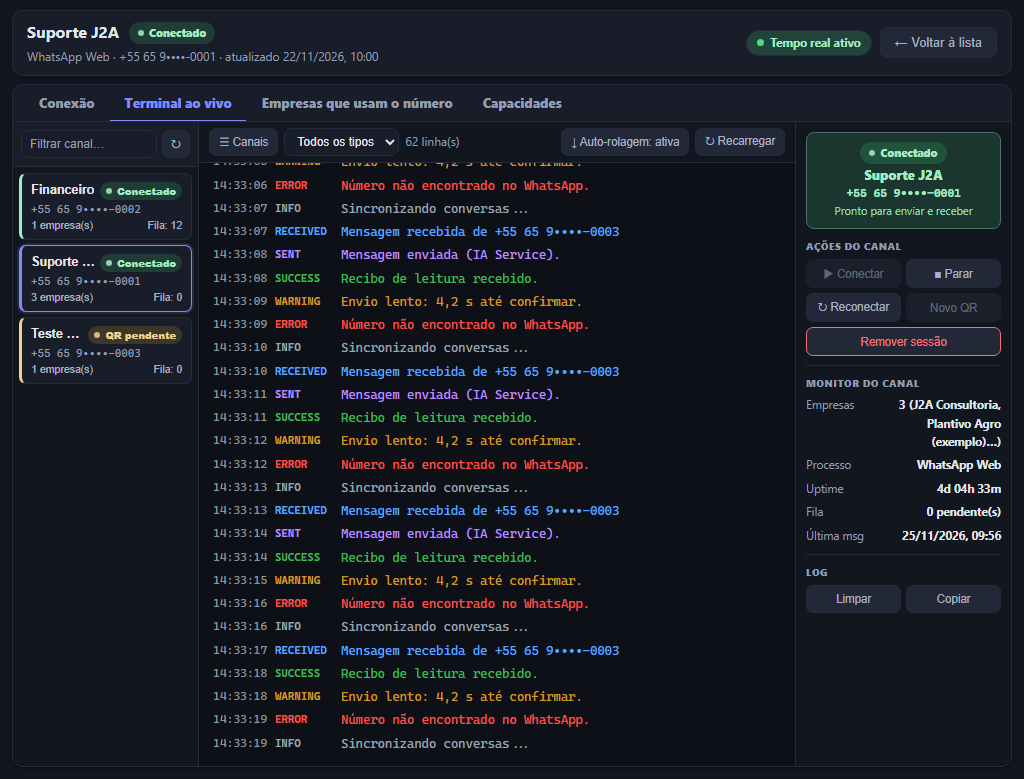 Suporte J2A
Conectado
WhatsApp Web · +55 65 9••••-0001 · atualizado 22/11/2026, 10:00
Tempo real ativo
← Voltar à lista
Conexão
Terminal ao vivo
Empresas que usam o número
Capacidades
Filtrar canal...
↻
Financeiro
Conectado
+55 65 9••••-0002
1 empresa(s)
Fila: 12
Suporte ...
Conectado
+55 65 9••••-0001
3 empresa(s)
Fila: 0
Teste ...
QR pendente
+55 65 9••••-0003
1 empresa(s)
Fila: 0
☰ Canais
Todos os tipos
62 linha(s)
↓ Auto-rolagem: ativa
↻ Recarregar
14:33:06 WARNING Envio lento: 4,2 s até confirmar.
14:33:06 ERROR Número não encontrado no WhatsApp.
14:33:07 INFO Sincronizando conversas...
14:33:07 RECEIVED Mensagem recebida de +55 65 9••••-0003
14:33:08 SENT Mensagem enviada (IA Service).
14:33:08 SUCCESS Recibo de leitura recebido.
14:33:09 WARNING Envio lento: 4,2 s até confirmar.
14:33:09 ERROR Número não encontrado no WhatsApp.
14:33:10 INFO Sincronizando conversas...
14:33:10 RECEIVED Mensagem recebida de +55 65 9••••-0003
14:33:11 SENT Mensagem enviada (IA Service).
14:33:11 SUCCESS Recibo de leitura recebido.
14:33:12 WARNING Envio lento: 4,2 s até confirmar.
14:33:12 ERROR Número não encontrado no WhatsApp.
14:33:13 INFO Sincronizando conversas...
14:33:13 RECEIVED Mensagem recebida de +55 65 9••••-0003
14:33:14 SENT Mensagem enviada (IA Service).
14:33:14 SUCCESS Recibo de leitura recebido.
14:33:15 WARNING Envio lento: 4,2 s até confirmar.
14:33:16 ERROR Número não encontrado no WhatsApp.
14:33:16 INFO Sincronizando conversas...
14:33:17 RECEIVED Mensagem recebida de +55 65 9••••-0003
14:33:18 SUCCESS Recibo de leitura recebido.
14:33:18 WARNING Envio lento: 4,2 s até confirmar.
14:33:19 ERROR Número não encontrado no WhatsApp.
14:33:19 INFO Sincronizando conversas...
Conectado
Suporte J2A
+55 65 9••••-0001
Pronto para enviar e receber
AÇÕES DO CANAL
▶ Conectar
■ Parar
↻ Reconectar
Novo QR
Remover sessão
MONITOR DO CANAL
Empresas 3 (J2A Consultoria,
Plantivo Agro
(exemplo)...)
Processo WhatsApp Web
Uptime 4d 04h 33m
Fila 0 pendente(s)
Última msg 25/11/2026, 09:56
LOG
Limpar
Copiar